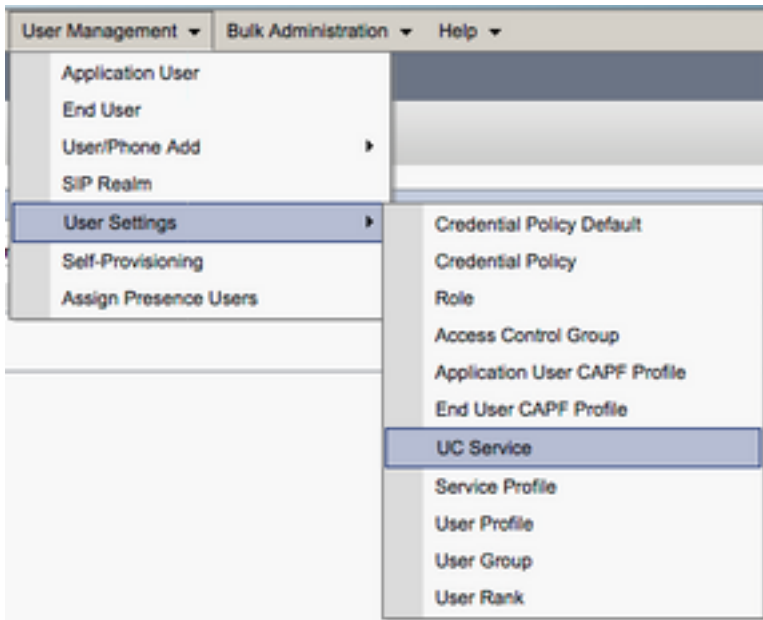 User Management Bulk Administration Help
Application User
End User
User/Phone Add
SIP Realm
User Settings
Self-Provisioning
Assign Presence Users
Credential Policy Default
Credential Policy
Role
Access Control Group
Application User CAPF Profile
End User CAPF Profile
UC Service
Service Profile
User Profile
User Group
User Rank